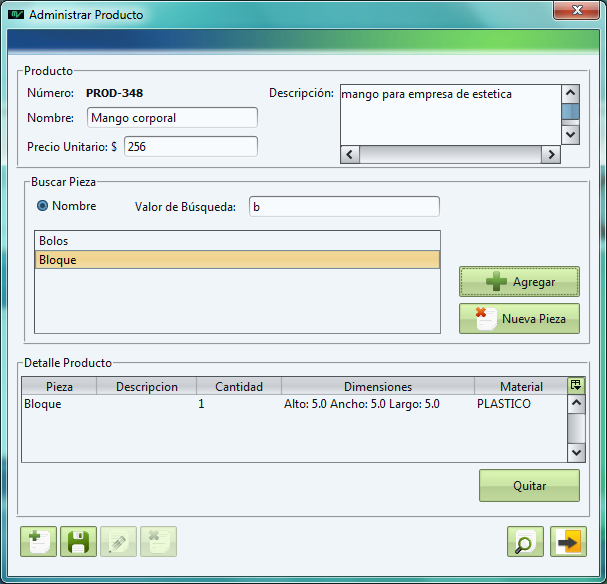 Administrar Producto
Producto
Número: PROD-348
Descripción: mango para empresa de estetica
Nombre: Mango corporal
Precio Unitario: $ 256
Buscar Pieza
Nombre Valor de Búsqueda: b
Bolos
Bloque
Agregar
Nueva Pieza
Detalle Producto
Pieza Descripcion Cantidad Dimensiones Material
Bloque 1 Alto: 5.0 Ancho: 5.0 Largo: 5.0 PLASTICO
Quitar